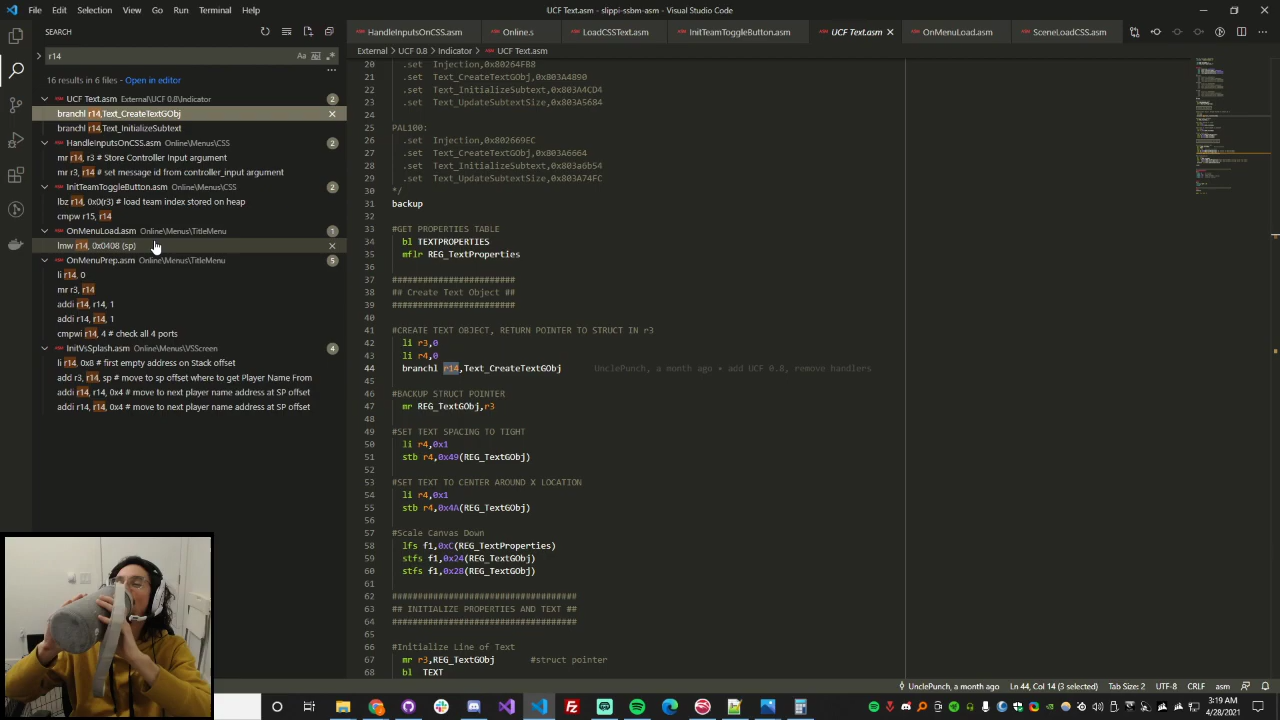 File Edit Selection View Go Run Terminal Help
UCF Text.asm - slippi-ssbm-asm - Visual Studio Code
SEARCH
r14
Aa
16 results in 6 files - Open in editor
UCF Text.asm External\UCF 0.8\Indicator 2
branchl r14,Text_CreateTextGObj
branchl r14,Text_InitializeSubtext
HandleInputsOnCSS.asm Online\Menus\CSS 2
mr r14, r3 # Store Controller Input argument
mr r3, r14 # set message id from controller_input argument
InitTeamToggleButton.asm Online\Menus\CSS 2
lbz r14, 0x0(r3) # load team index stored on heap
cmpw r15, r14
OnMenuLoad.asm Online\Menus\TitleMenu 1
lmw r14, 0x0408 (sp)
OnMenuPrep.asm Online\Menus\TitleMenu 5
li r14, 0
mr r3, r14
addi r14, r14, 1
addi r14, r14, 1
cmpwi r14, 4 # check all 4 ports
InitVsSplash.asm Online\Menus\VSScreen 4
li r14, 0x8 # first empty address on Stack offset
add r3, r14, sp # move to sp offset where to get Player Name From
addi r14, r14, 0x4 # move to next player name address at SP offset
addi r14, r14, 0x4 # move to next player name address at SP offset
HandleInputsOnCSS.asm Online.s LoadCSSText.asm InitTeamToggleButton.asm UCF Text.asm OnMenuLoad.asm SceneLoadCSS.asm
External > UCF 0.8 > Indicator > UCF Text.asm
20 .set Injection,0x80264FB8
21 .set Text_CreateTextGObj,0x803A4890
22 .set Text_InitializeSubtext,0x803A4CD4
23 .set Text_UpdateSubtextSize,0x803A5684
24
25 PAL100:
26 .set Injection,0x802669EC
27 .set Text_CreateTextGObj,0x803A6664
28 .set Text_InitializeSubtext,0x803a6b54
29 .set Text_UpdateSubtextSize,0x803A74FC
30 */
31 backup
32
33 #GET PROPERTIES TABLE
34 bl TEXTPROPERTIES
35 mflr REG_TextProperties
36
37 ########################
38 ## Create Text Object ##
39 ########################
40
41 #CREATE TEXT OBJECT, RETURN POINTER TO STRUCT IN r3
42 li r3,0
43 li r4,0
44 branchl r14,Text_CreateTextGObj UnclePunch, a month ago • add UCF 0.8, remove handlers
45
46 #BACKUP STRUCT POINTER
47 mr REG_TextGObj,r3
48
49 #SET TEXT SPACING TO TIGHT
50 li r4,0x1
51 stb r4,0x49(REG_TextGObj)
52
53 #SET TEXT TO CENTER AROUND X LOCATION
54 li r4,0x1
55 stb r4,0x4A(REG_TextGObj)
56
57 #Scale Canvas Down
58 lfs f1,0xC(REG_TextProperties)
59 stfs f1,0x24(REG_TextGObj)
60 stfs f1,0x28(REG_TextGObj)
61
62 ####################################
63 ## INITIALIZE PROPERTIES AND TEXT ##
64 ####################################
65
66 #Initialize Line of Text
67 mr r3,REG_TextGObj #struct pointer
68 bl TEXT
UnclePunch, a month ago Ln 44, Col 14 (3 selected) Tab Size: 2 UTF-8 CRLF asm
3:19 AM
4/28/2021